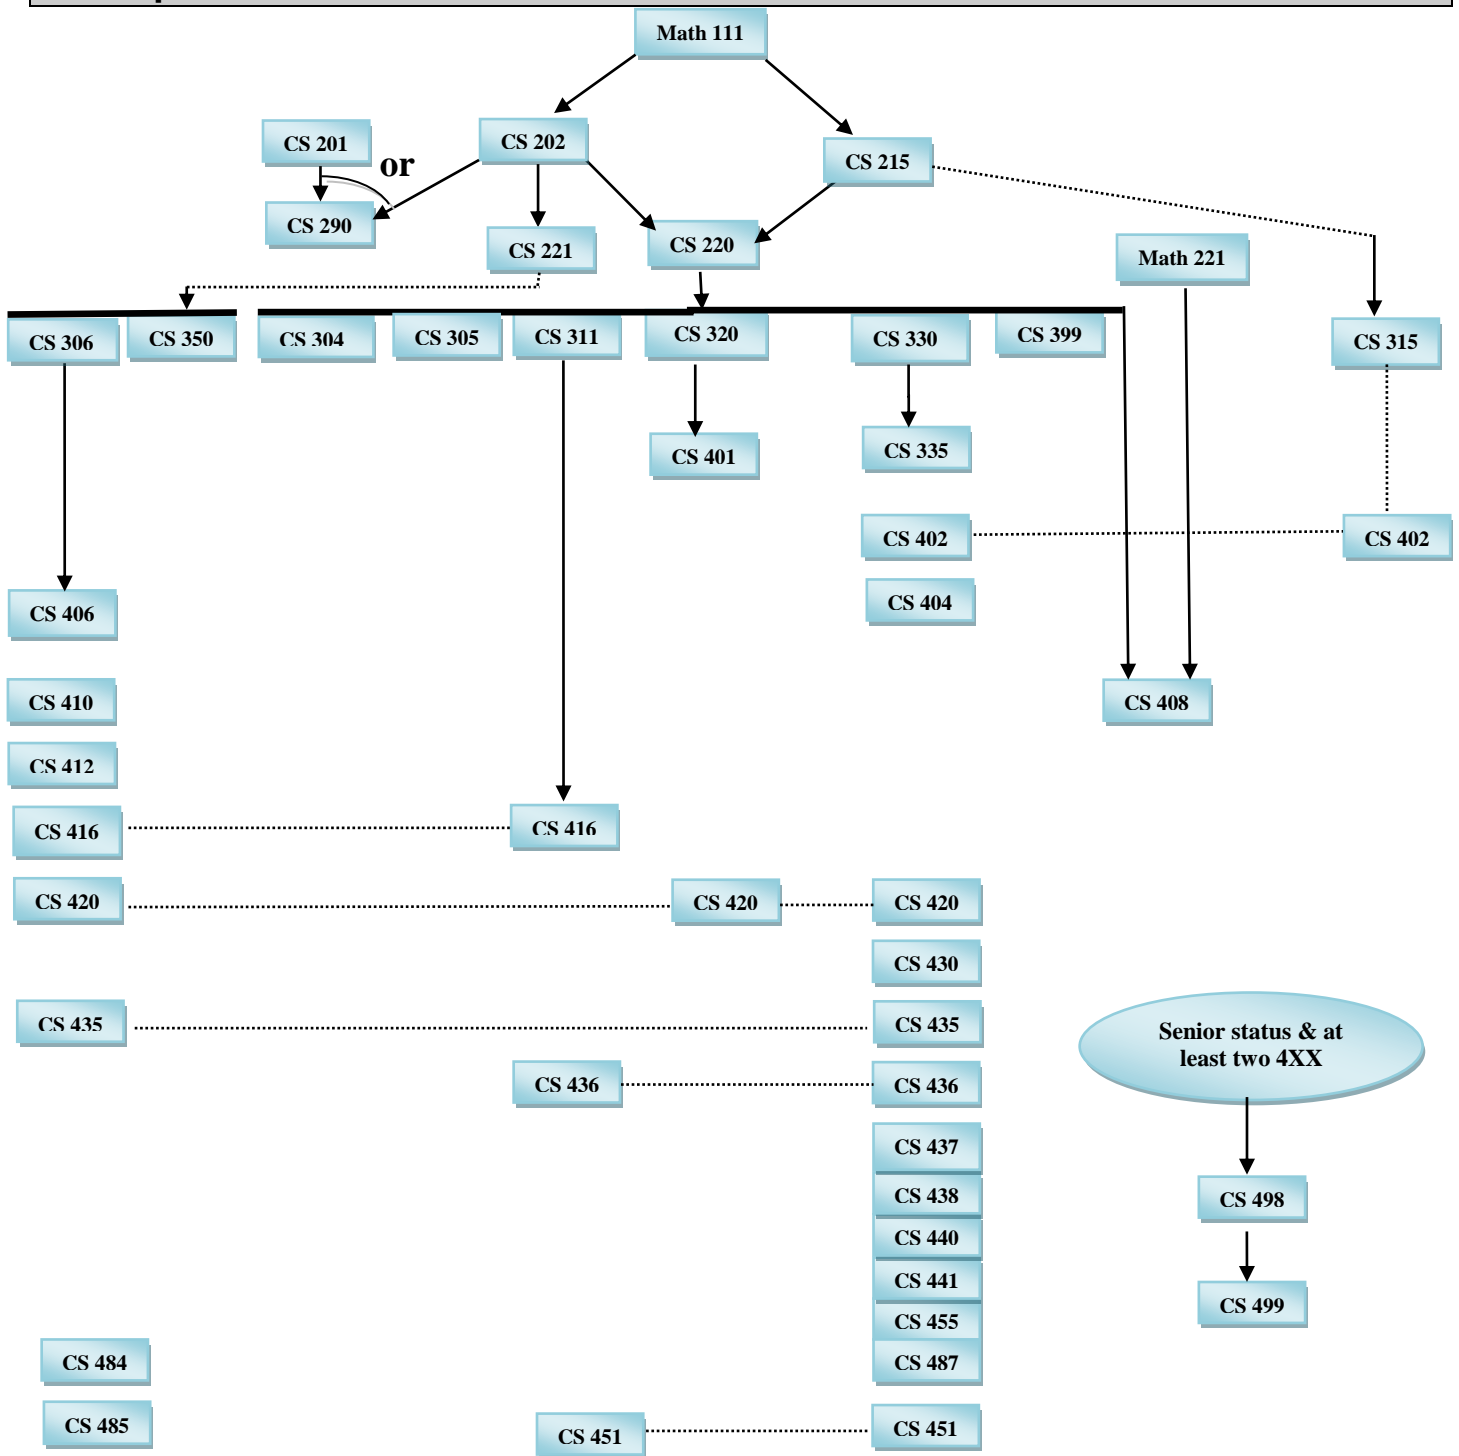 Math 111
CS 201
or
CS 202
CS 215
CS 290
CS 221
CS 220
Math 221
CS 306
CS 350
CS 304
CS 305
CS 311
CS 320
CS 330
CS 399
CS 315
CS 401
CS 335
CS 402
CS 402
CS 404
CS 406
CS 410
CS 408
CS 412
CS 416
CS 416
CS 420
CS 420
CS 420
CS 430
CS 435
CS 435
Senior status & at
least two 4XX
CS 436
CS 436
CS 437
CS 438
CS 498
CS 440
CS 441
CS 499
CS 455
CS 484
CS 487
CS 485
CS 451
CS 451